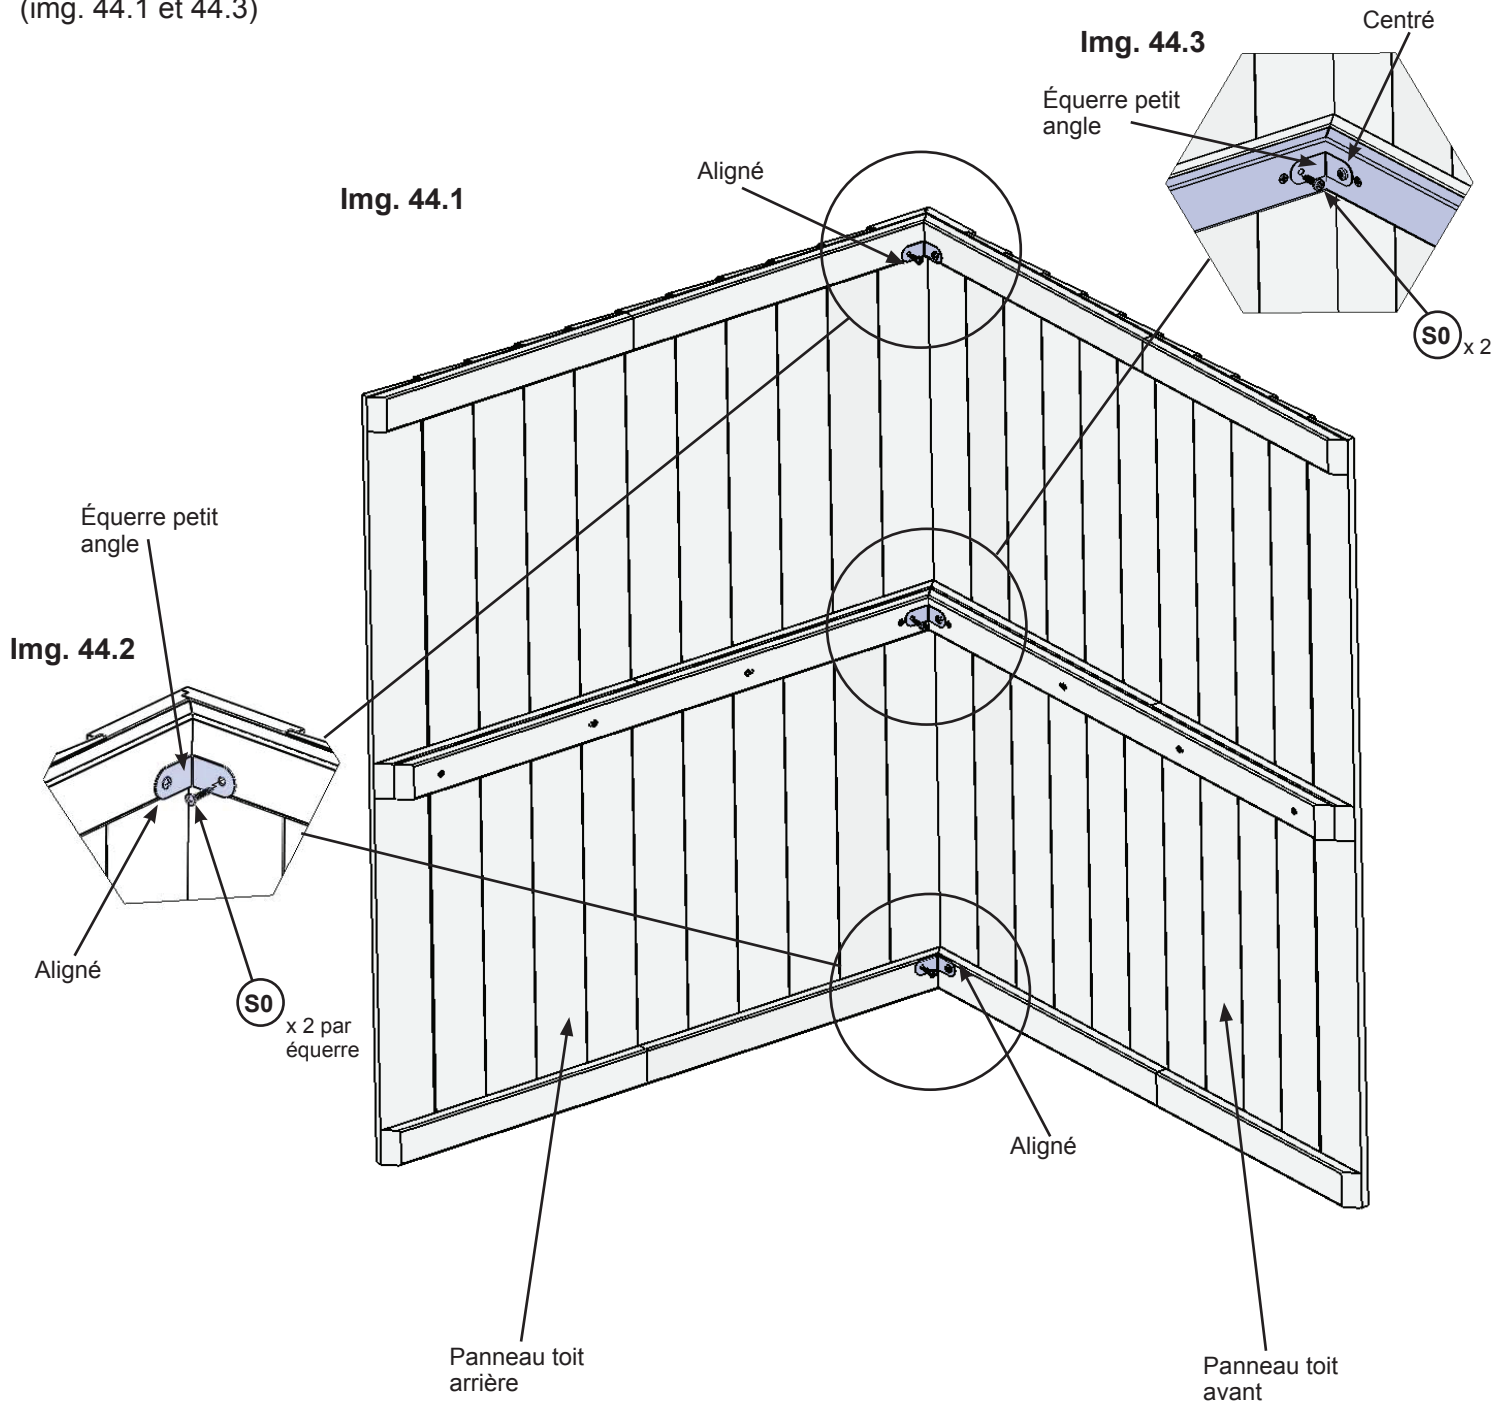 (img. 44.1 et 44.3)
Centré
Img. 44.3
Équerre petit
angle
Aligné
Img. 44.1
S0 x 2
Équerre petit
angle
Img. 44.2
Aligné
S0
x 2 par
équerre
Aligné
Panneau toit
arrière
Panneau toit
avant